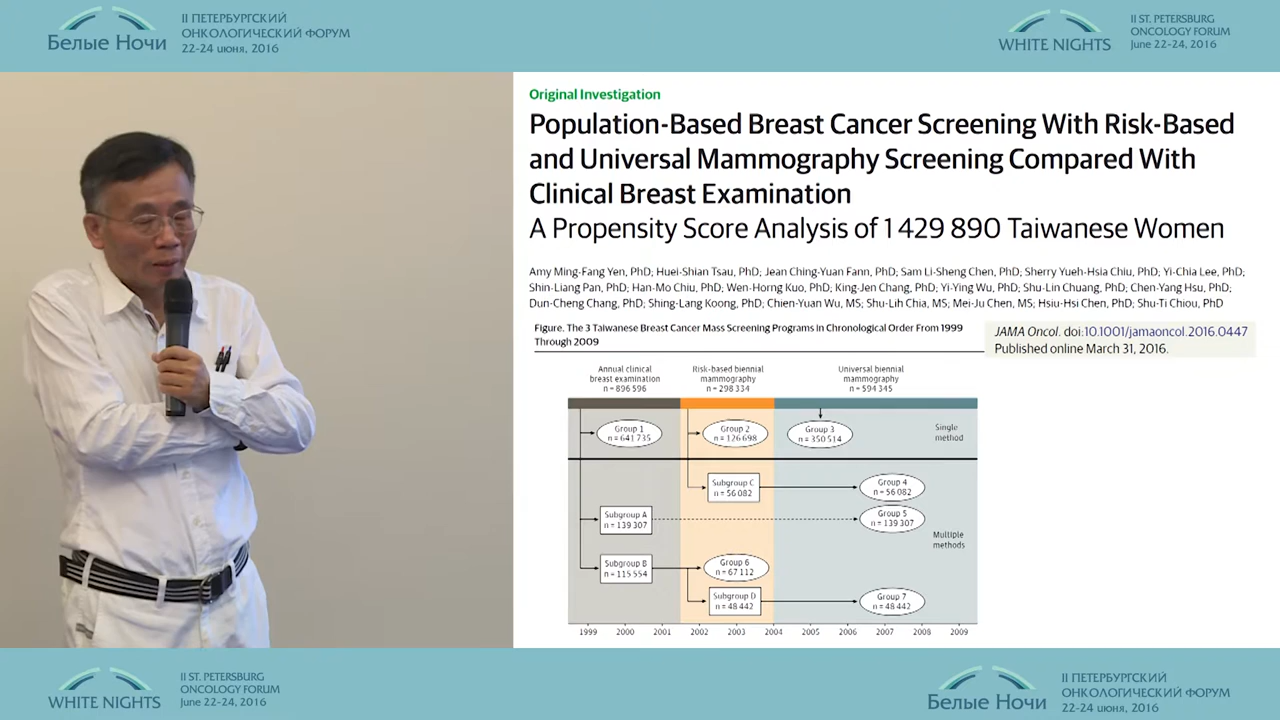 Белые Ночи
II ПЕТЕРБУРГСКИЙ
ОНКОЛОГИЧЕСКИЙ ФОРУМ
22-24 июня, 2016
WHITE NIGHTS
II ST. PETERSBURG
ONCOLOGY FORUM
June 22-24, 2016
Original Investigation
Population-Based Breast Cancer Screening With Risk-Based
and Universal Mammography Screening Compared With
Clinical Breast Examination
A Propensity Score Analysis of 1 429 890 Taiwanese Women
Amy Ming-Fang Yen, PhD; Huei-Shian Tsau, PhD; Jean Ching-Yuan Fann, PhD; Sam Li-Sheng Chen, PhD; Sherry Yueh-Hsia Chiu, PhD; Yi-Chia Lee, PhD;
Shin-Liang Pan, PhD; Han-Mo Chiu, PhD; Wen-Horng Kuo, PhD; King-Jen Chang, PhD; Yi-Ying Wu, PhD; Shu-Lin Chuang, PhD; Chen-Yang Hsu, PhD;
Dun-Cheng Chang, PhD; Shing-Lang Koong, PhD; Chien-Yuan Wu, MS; Shu-Lih Chia, MS; Mei-Ju Chen, MS; Hsiu-Hsi Chen, PhD; Shu-Ti Chiou, PhD
Figure. The 3 Taiwanese Breast Cancer Mass Screening Programs in Chronological Order From 1999
Through 2009
JAMA Oncol. doi:10.1001/jamaoncol.2016.0447
Published online March 31, 2016.
Annual clinical
breast examination
n = 896 596
Risk-based biennial
mammography
n = 298 334
Universal biennial
mammography
n = 594 345
Group 1
n = 641 735
Group 2
n = 126 698
Group 3
n = 350 514
Single
method
Subgroup C
n = 56 082
Group 4
n = 56 082
Subgroup A
n = 139 307
Group 5
n = 139 307
Multiple
methods
Subgroup B
n = 115 554
Group 6
n = 67 112
Subgroup D
n = 48 442
Group 7
n = 48 442
1999 2000 2001 2002 2003 2004 2005 2006 2007 2008 2009
WHITE NIGHTS
II ST. PETERSBURG
ONCOLOGY FORUM
June 22-24, 2016
Белые Ночи
II ПЕТЕРБУРГСКИЙ
ОНКОЛОГИЧЕСКИЙ ФОРУМ
22-24 июня, 2016